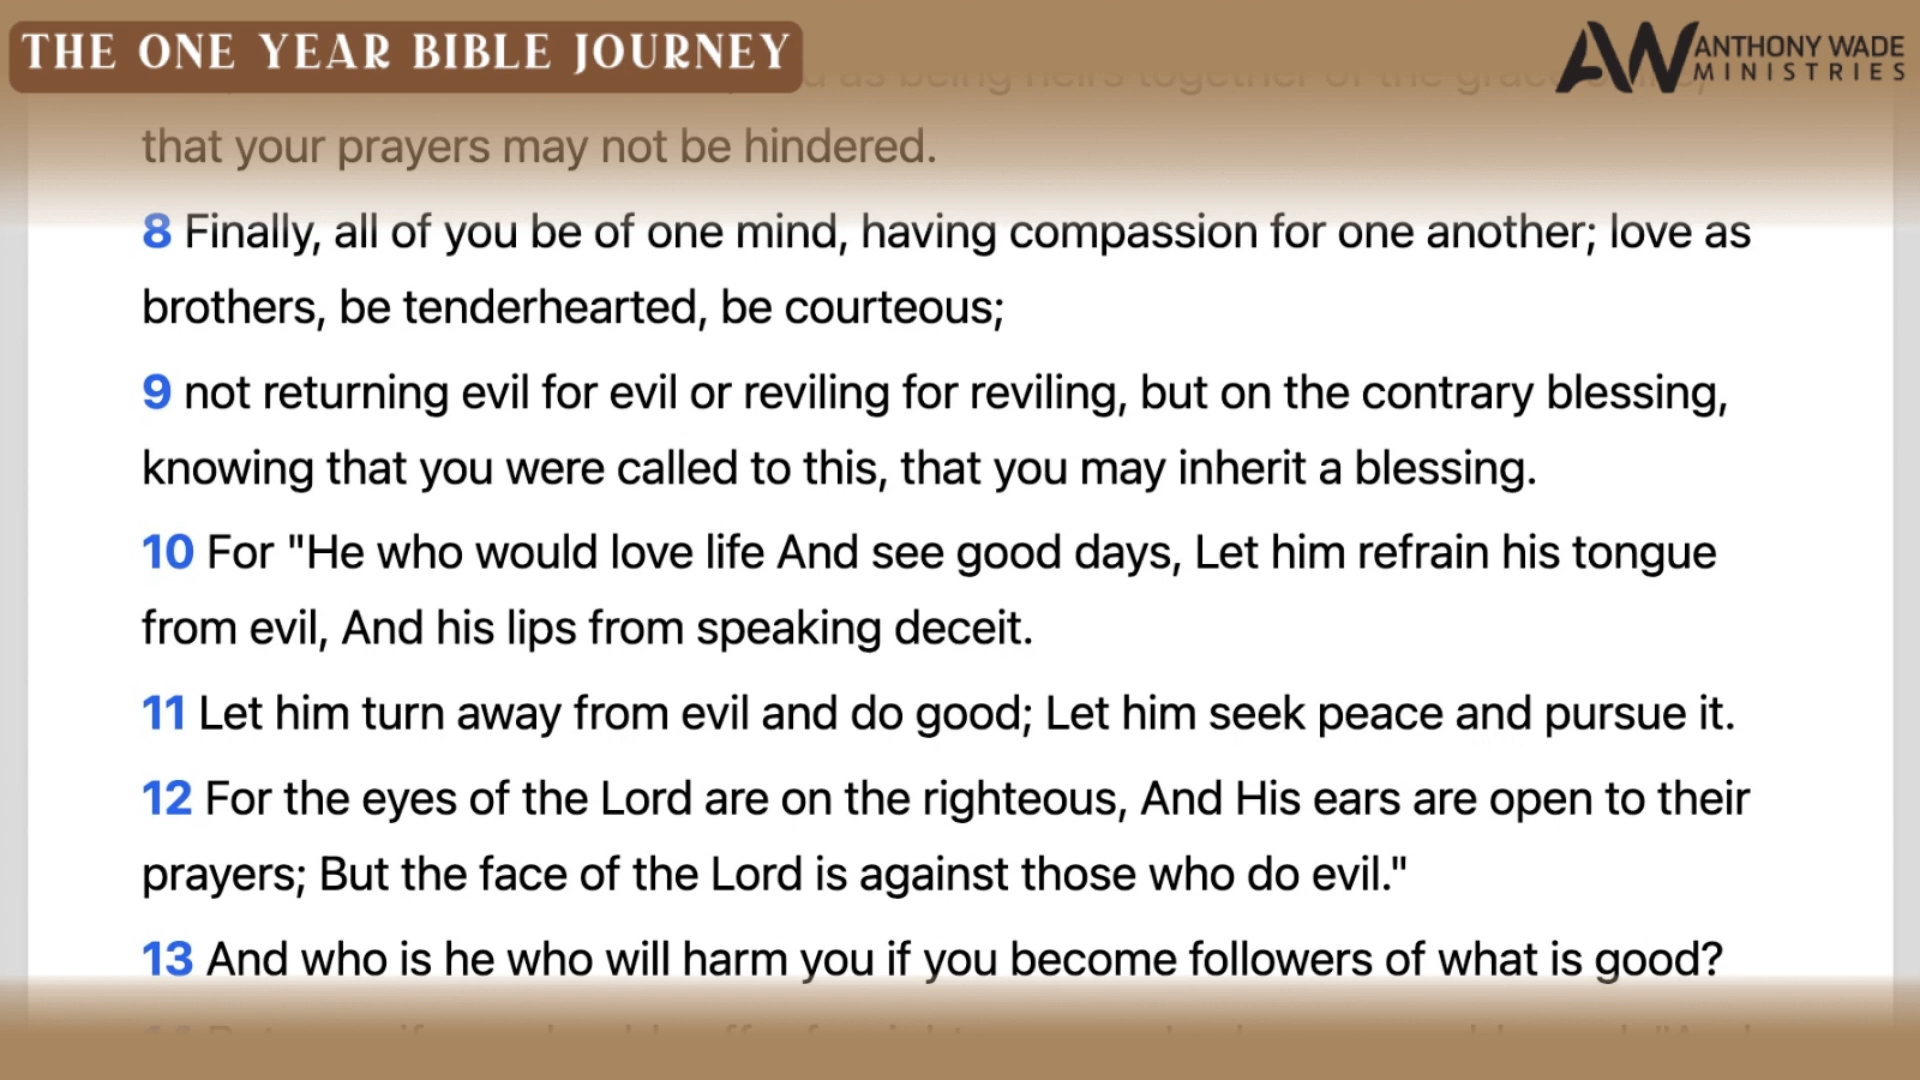 THE ONE YEAR BIBLE JOURNEY
AW ANTHONY WADE
MINISTRIES
as being heirs together of the grace
that your prayers may not be hindered.
8 Finally, all of you be of one mind, having compassion for one another; love as
brothers, be tenderhearted, be courteous;
9 not returning evil for evil or reviling for reviling, but on the contrary blessing,
knowing that you were called to this, that you may inherit a blessing.
10 For "He who would love life And see good days, Let him refrain his tongue
from evil, And his lips from speaking deceit.
11 Let him turn away from evil and do good; Let him seek peace and pursue it.
12 For the eyes of the Lord are on the righteous, And His ears are open to their
prayers; But the face of the Lord is against those who do evil."
13 And who is he who will harm you if you become followers of what is good?